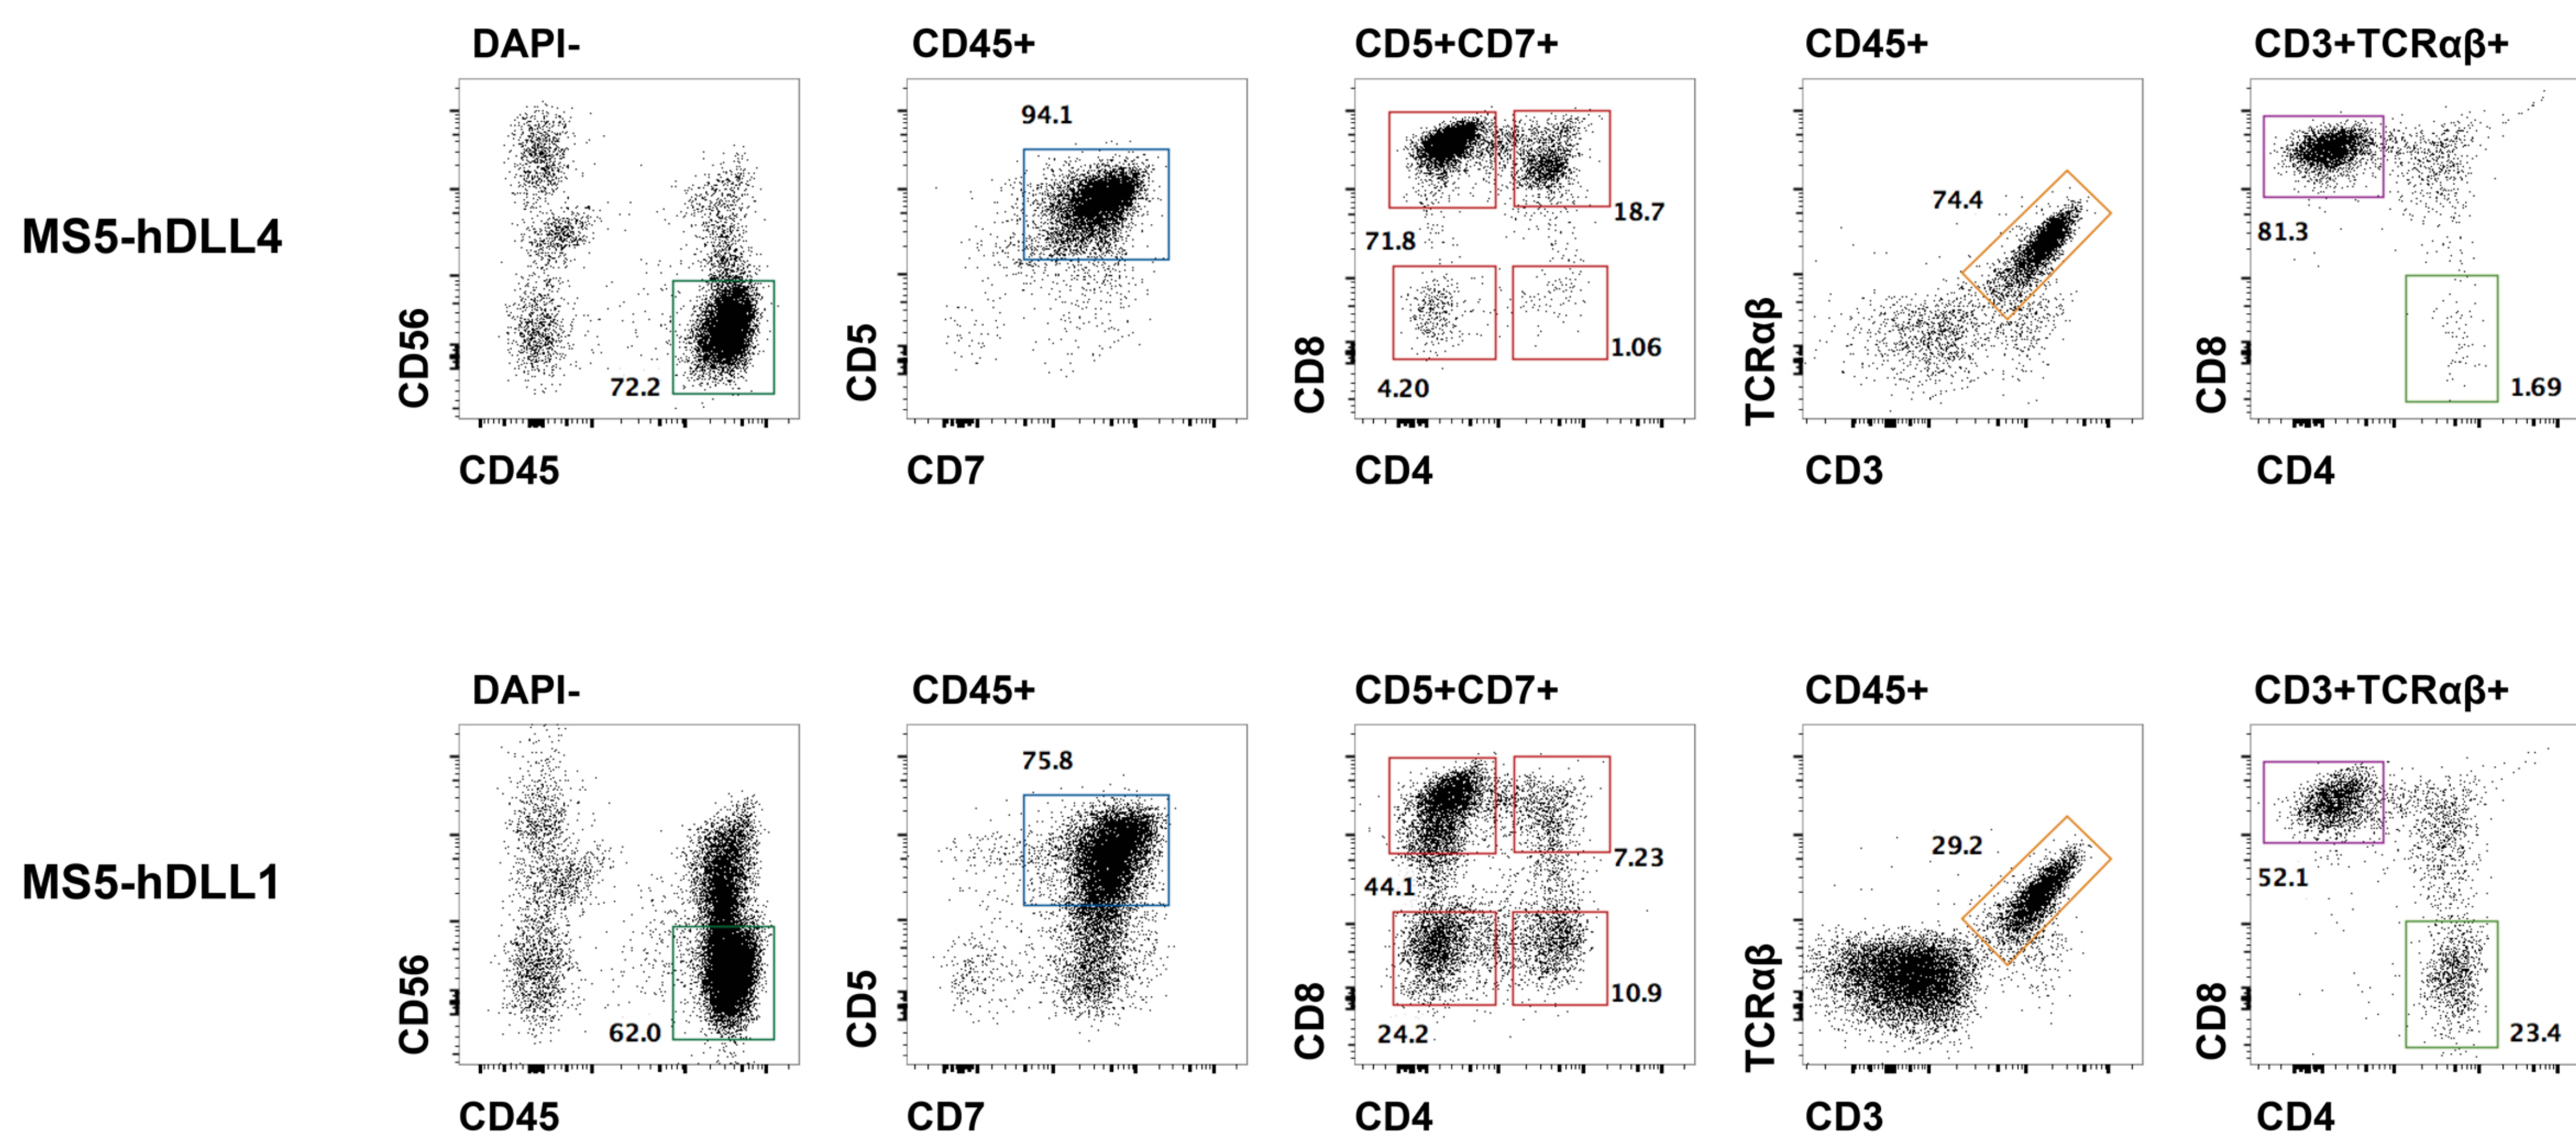 DAPI- CD45+ CD5+CD7+ CD45+ CD3+TCRαβ+
MS5-hDLL4
CD56
72.2
CD45
CD5
94.1
CD7
CD8
71.8
18.7
4.20
1.06
CD4
TCRαβ
74.4
CD3
CD8
81.3
1.69
CD4
DAPI- CD45+ CD5+CD7+ CD45+ CD3+TCRαβ+
MS5-hDLL1
CD56
62.0
CD45
CD5
75.8
CD7
CD8
44.1
7.23
24.2
10.9
CD4
TCRαβ
29.2
CD3
CD8
52.1
23.4
CD4